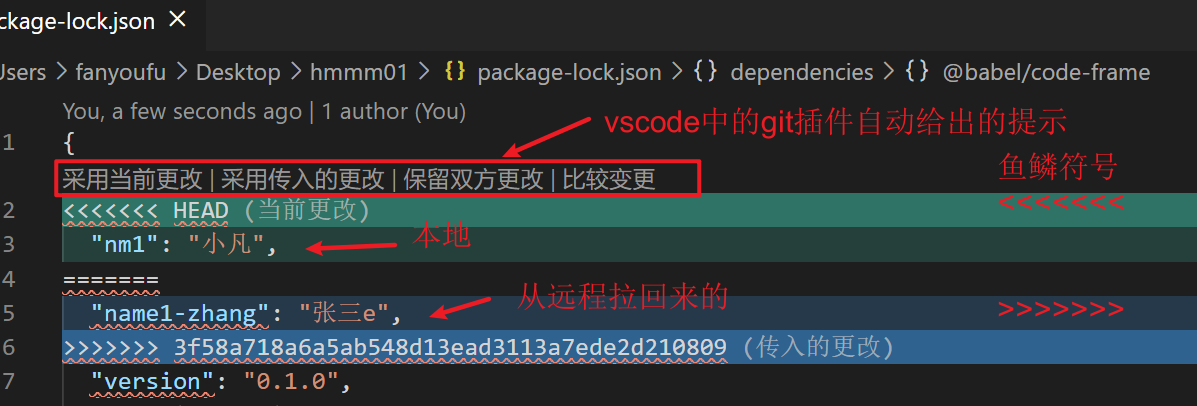 ckage-lock.json ×
Users > fanyoufu > Desktop > hmmm01 > {} package-lock.json > {} dependencies > {} @babel/code-frame
You, a few seconds ago | 1 author (You)
vscode中的git插件自动给出的提示
1 {
采用当前更改 | 采用传入的更改 | 保留双方更改 | 比较变更
鱼鳞符号
2 <<<<<<< HEAD (当前更改)
<<<<<<<
3 "nm1": "小凡",
本地
4 =======
从远程拉回来的
5 "name1-zhang": "张三e",
>>>>>>>
6 >>>>>>> 3f58a718a6a5ab548d13ead3113a7ede2d210809 (传入的更改)
7 "version": "0.1.0",